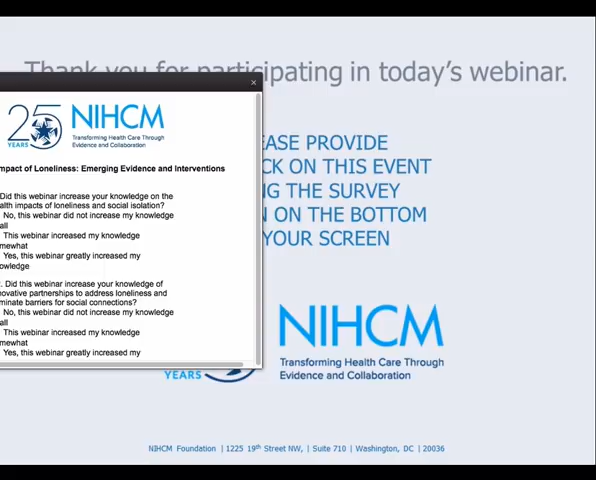 Thank you for participating in today's webinar.
25
YEARS
NIHCM
Transforming Health Care Through
Evidence and Collaboration
mpact of Loneliness: Emerging Evidence and Interventions
. Did this webinar increase your knowledge on the
alth impacts of loneliness and social isolation?
No, this webinar did not increase my knowledge
all
This webinar increased my knowledge
mewhat
Yes, this webinar greatly increased my
owledge
. Did this webinar increase your knowledge of
novative partnerships to address loneliness and
minate barriers for social connections?
No, this webinar did not increase my knowledge
all
This webinar increased my knowledge
mewhat
Yes, this webinar greatly increased my
EASE PROVIDE
CK ON THIS EVENT
NG THE SURVEY
N ON THE BOTTOM
YOUR SCREEN
YEARS
NIHCM
Transforming Health Care Through
Evidence and Collaboration
NIHCM Foundation | 1225 19th Street NW, | Suite 710 | Washington, DC | 20036